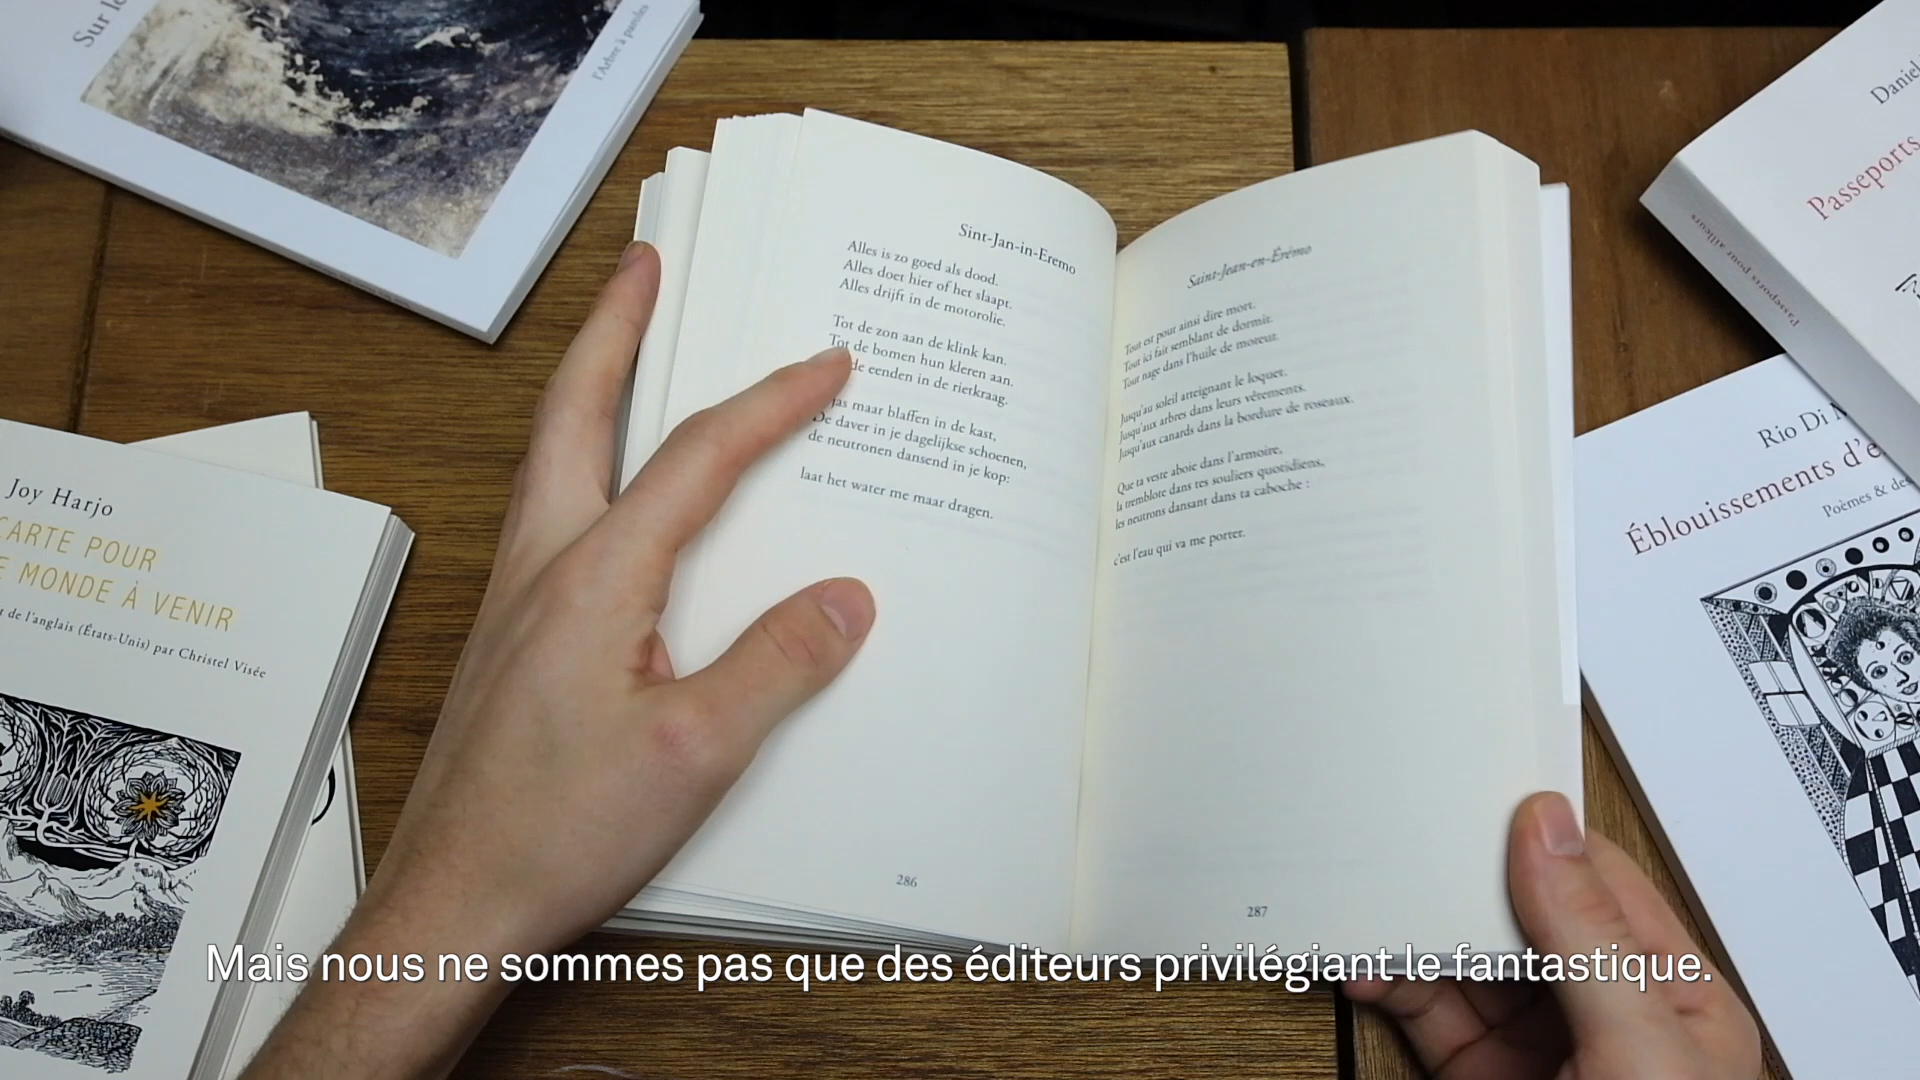 Sur le
l'Arbre à paroles
Joy Harjo
CARTE POUR
E MONDE À VENIR
de l'anglais (États-Unis) par Christel Visée
Sint-Jan-in-Eremo
Alles is zo goed als dood.
Alles doet hier of het slaapt.
Alles drijft in de motorolie.
Tot de zon aan de klink kan.
Tot de bomen hun kleren aan.
de eenden in de rietkraag.
jas maar blaffen in de kast,
De daver in je dagelijkse schoenen,
de neutronen dansend in je kop:
laat het water me maar dragen.
286
Saint-Jean-en-Érémo
Tout est pour ainsi dire mort.
Tout ici fait semblant de dormir.
Tout nage dans l'huile de moteur.
Jusqu'au soleil atteignant le loquet.
Jusqu'aux arbres dans leurs vêtements.
Jusqu'aux canards dans la bordure de roseaux.
Que ta veste aboie dans l'armoire,
la tremblote dans tes souliers quotidiens,
les neutrons dansant dans ta caboche :
c'est l'eau qui va me porter.
287
Daniel
Passeports
Passeports pour ailleurs
Rio Di
Éblouissements d'e
Poèmes & de
Mais nous ne sommes pas que des éditeurs privilégiant le fantastique.